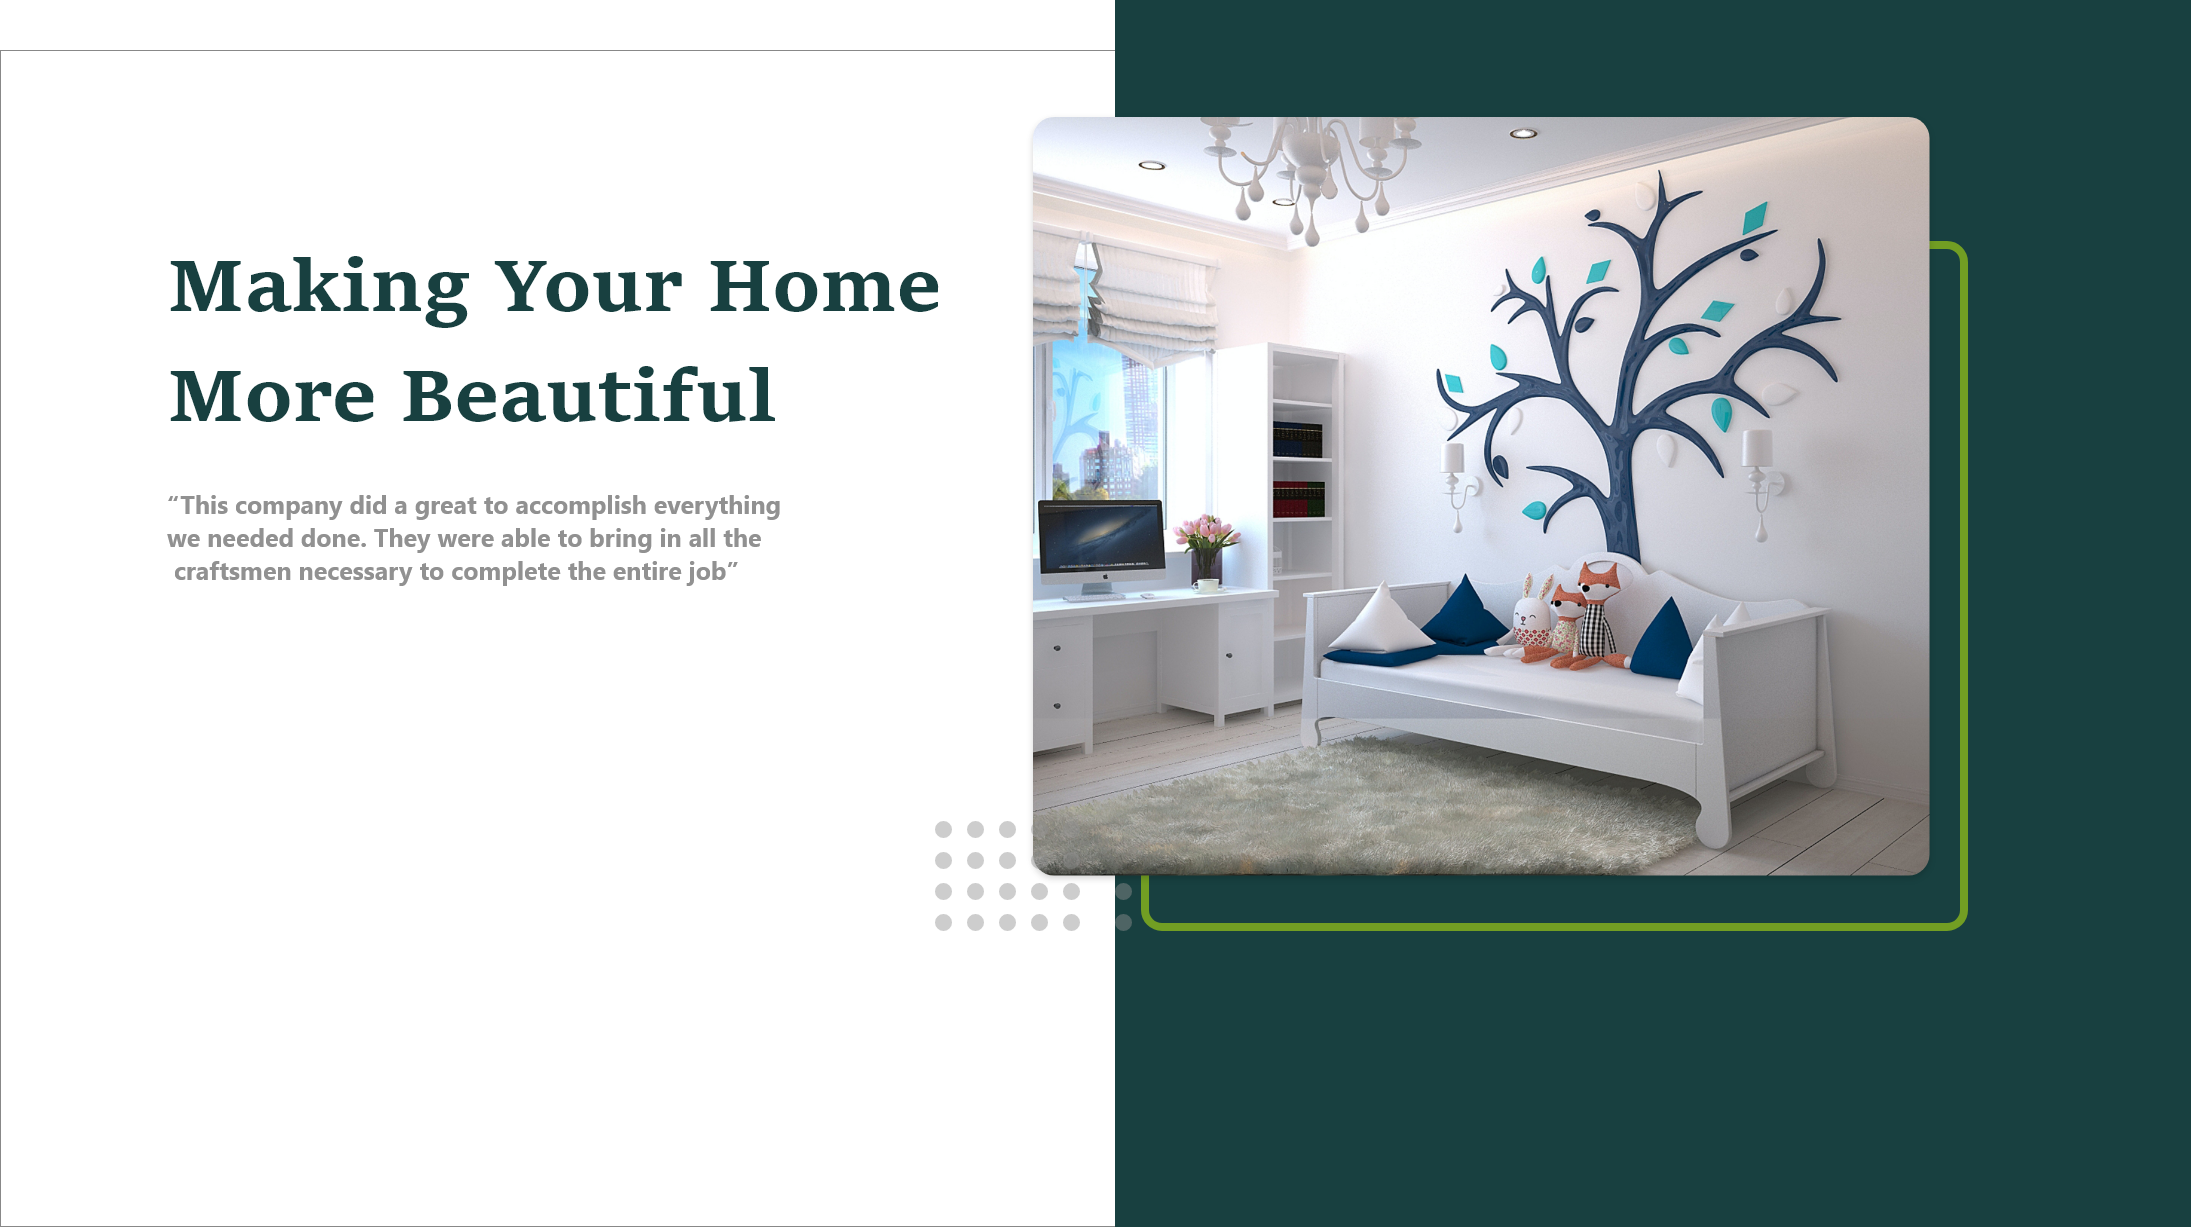 Making Your Home
More Beautiful
“This company did a great to accomplish everything
we needed done. They were able to bring in all the
craftsmen necessary to complete the entire job”